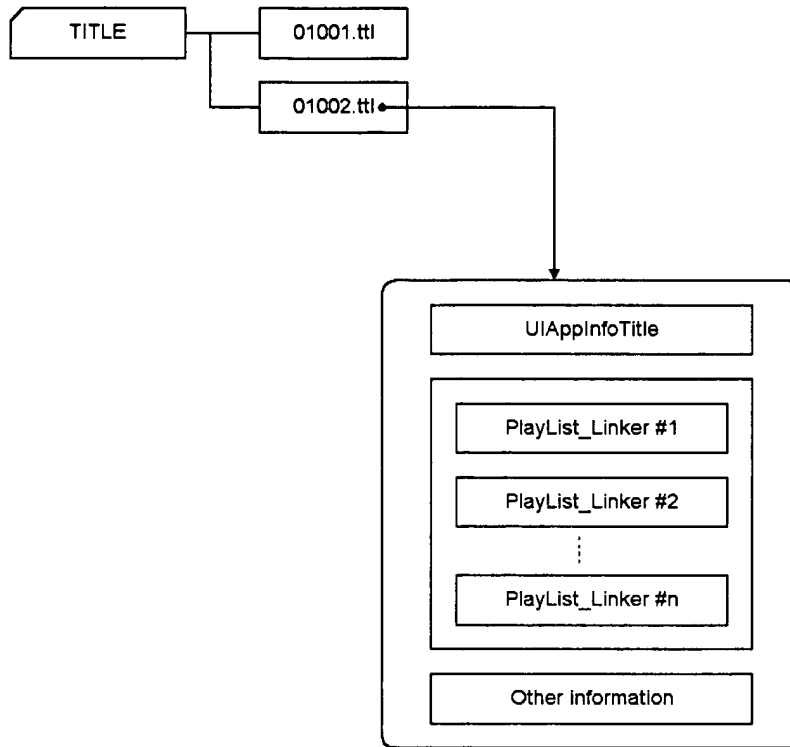 TITLE
01001.ttl
01002.ttl
UIAppInfoTitle
PlayList_Linker #1
PlayList_Linker #2
PlayList_Linker #n
Other information